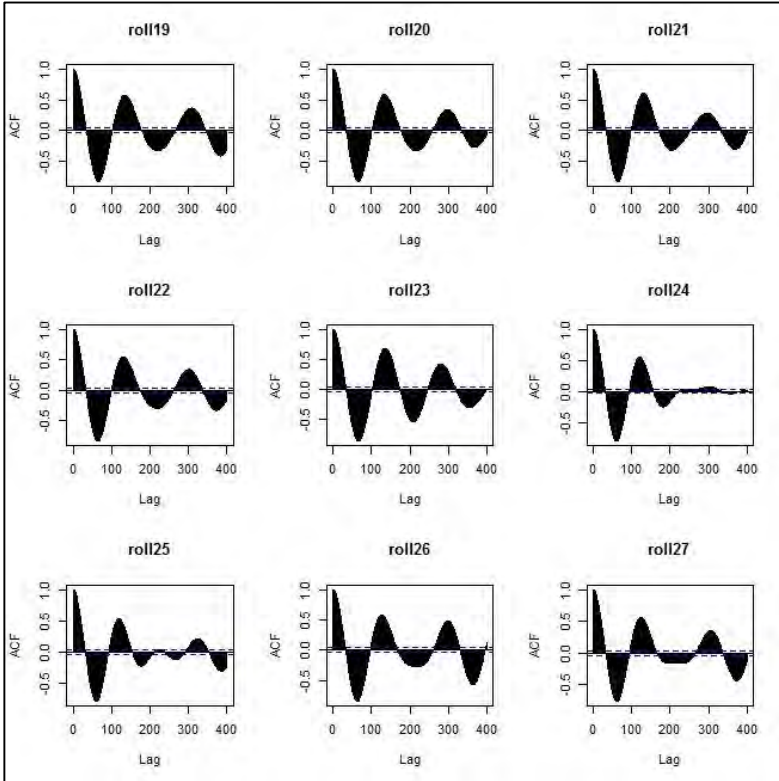 roll19 roll20 roll21
ACF 1.0 0.5 0.0 -0.5 ACF 1.0 0.5 0.0 -0.5 ACF 1.0 0.5 0.0 -0.5
0 100 200 300 400 0 100 200 300 400 0 100 200 300 400
Lag Lag Lag
roll22 roll23 roll24
ACF 1.0 0.5 0.0 -0.5 ACF 1.0 0.5 0.0 -0.5 ACF 1.0 0.5 0.0 -0.5
0 100 200 300 400 0 100 200 300 400 0 100 200 300 400
Lag Lag Lag
roll25 roll26 roll27
ACF 1.0 0.5 0.0 -0.5 ACF 1.0 0.5 0.0 -0.5 ACF 1.0 0.5 0.0 -0.5
0 100 200 300 400 0 100 200 300 400 0 100 200 300 400
Lag Lag Lag